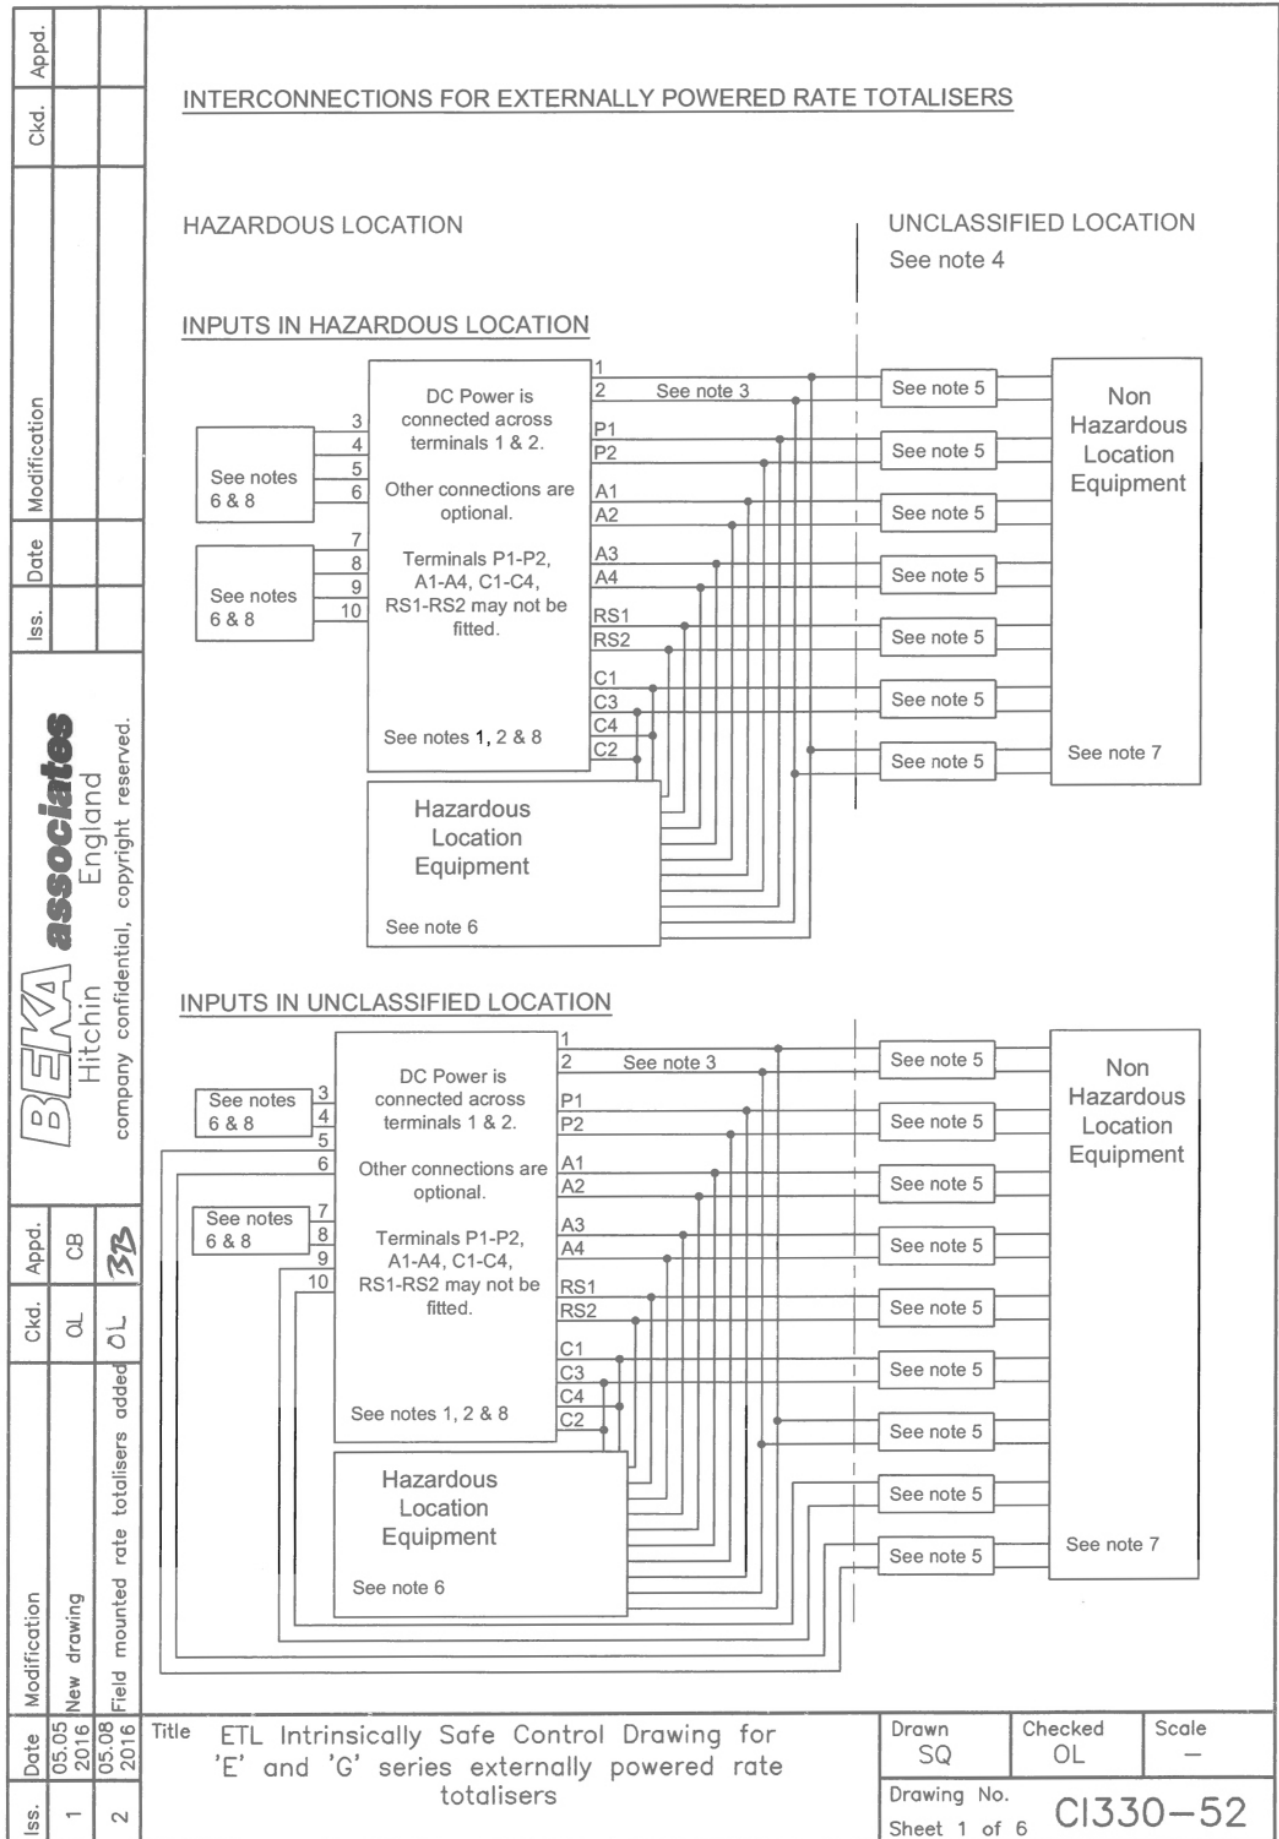 INTERCONNECTIONS FOR EXTERNALLY POWERED RATE TOTALISERS
HAZARDOUS LOCATION
UNCLASSIFIED LOCATION
See note 4
INPUTS IN HAZARDOUS LOCATION
DC Power is
connected across
terminals 1 & 2.
Other connections are
optional.
Terminals P1-P2,
A1-A4, C1-C4,
RS1-RS2 may not be
fitted.
See notes 1, 2 & 8
3
4
5
6
See notes
6 & 8
7
8
9
10
See notes
6 & 8
1
2
See note 3
P1
P2
A1
A2
A3
A4
RS1
RS2
C1
C3
C4
C2
See note 5
See note 5
See note 5
See note 5
See note 5
See note 5
See note 5
Non
Hazardous
Location
Equipment
See note 7
Hazardous
Location
Equipment
See note 6
INPUTS IN UNCLASSIFIED LOCATION
DC Power is
connected across
terminals 1 & 2.
Other connections are
optional.
Terminals P1-P2,
A1-A4, C1-C4,
RS1-RS2 may not be
fitted.
See notes 1, 2 & 8
See notes
6 & 8
3
4
5
6
See notes
6 & 8
7
8
9
10
1
2
See note 3
P1
P2
A1
A2
A3
A4
RS1
RS2
C1
C3
C4
C2
See note 5
See note 5
See note 5
See note 5
See note 5
See note 5
See note 5
See note 5
See note 5
Non
Hazardous
Location
Equipment
See note 7
Hazardous
Location
Equipment
See note 6
Iss. Date Modification Ckd. Appd.
BEKA associates
Hitchin England
company confidential, copyright reserved.
Iss. Date Modification Ckd. Appd.
1 05.05 2016 New drawing OL CB
2 05.08 2016 Field mounted rate totalisers added OL
Title ETL Intrinsically Safe Control Drawing for
'E' and 'G' series externally powered rate
totalisers
Drawn
SQ
Checked
OL
Scale
–
Drawing No.
Sheet 1 of 6
CI330-52